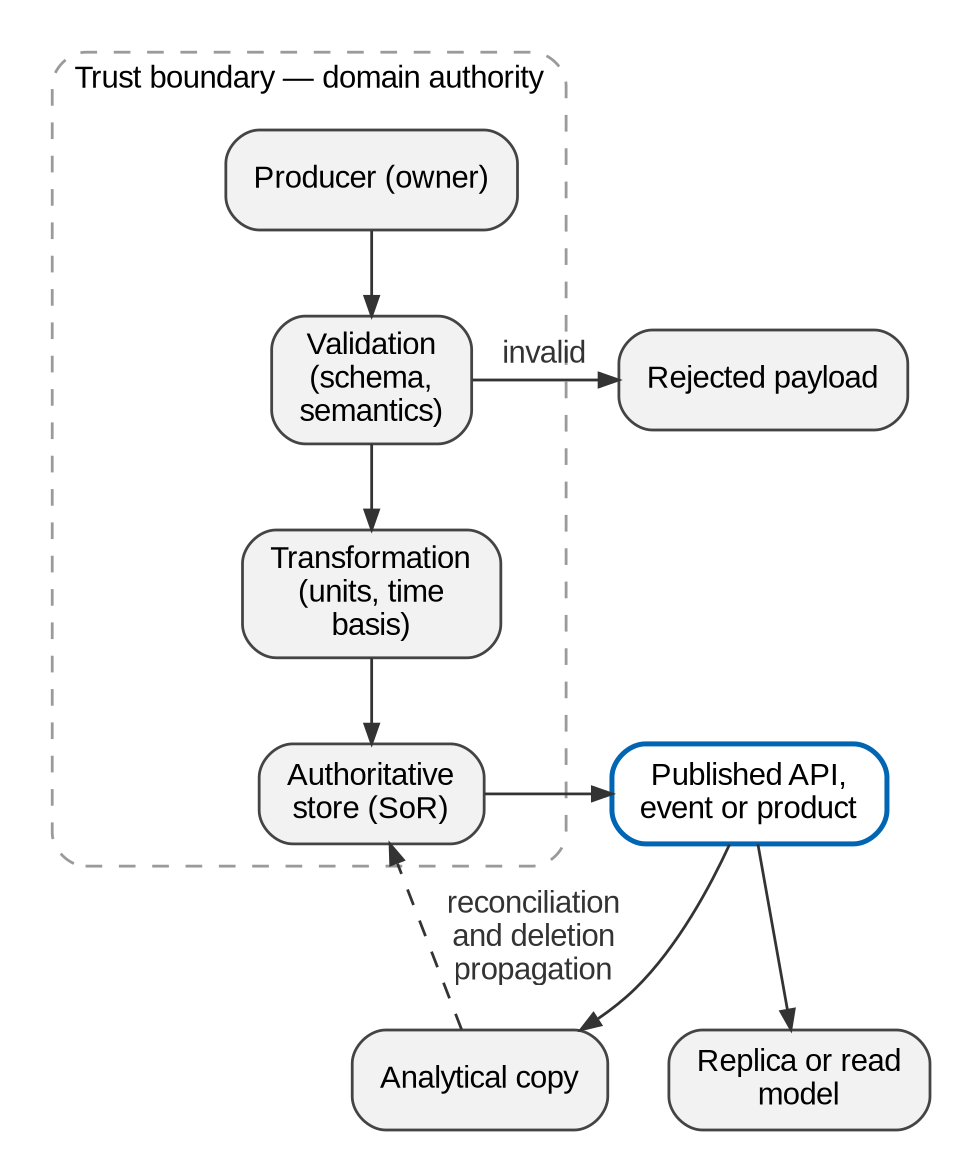 Trust boundary — domain authority
Producer (owner)
Validation
(schema,
semantics)
invalid
Rejected payload
Transformation
(units, time
basis)
Authoritative
store (SoR)
Published API,
event or product
reconciliation
and deletion
propagation
Analytical copy
Replica or read
model